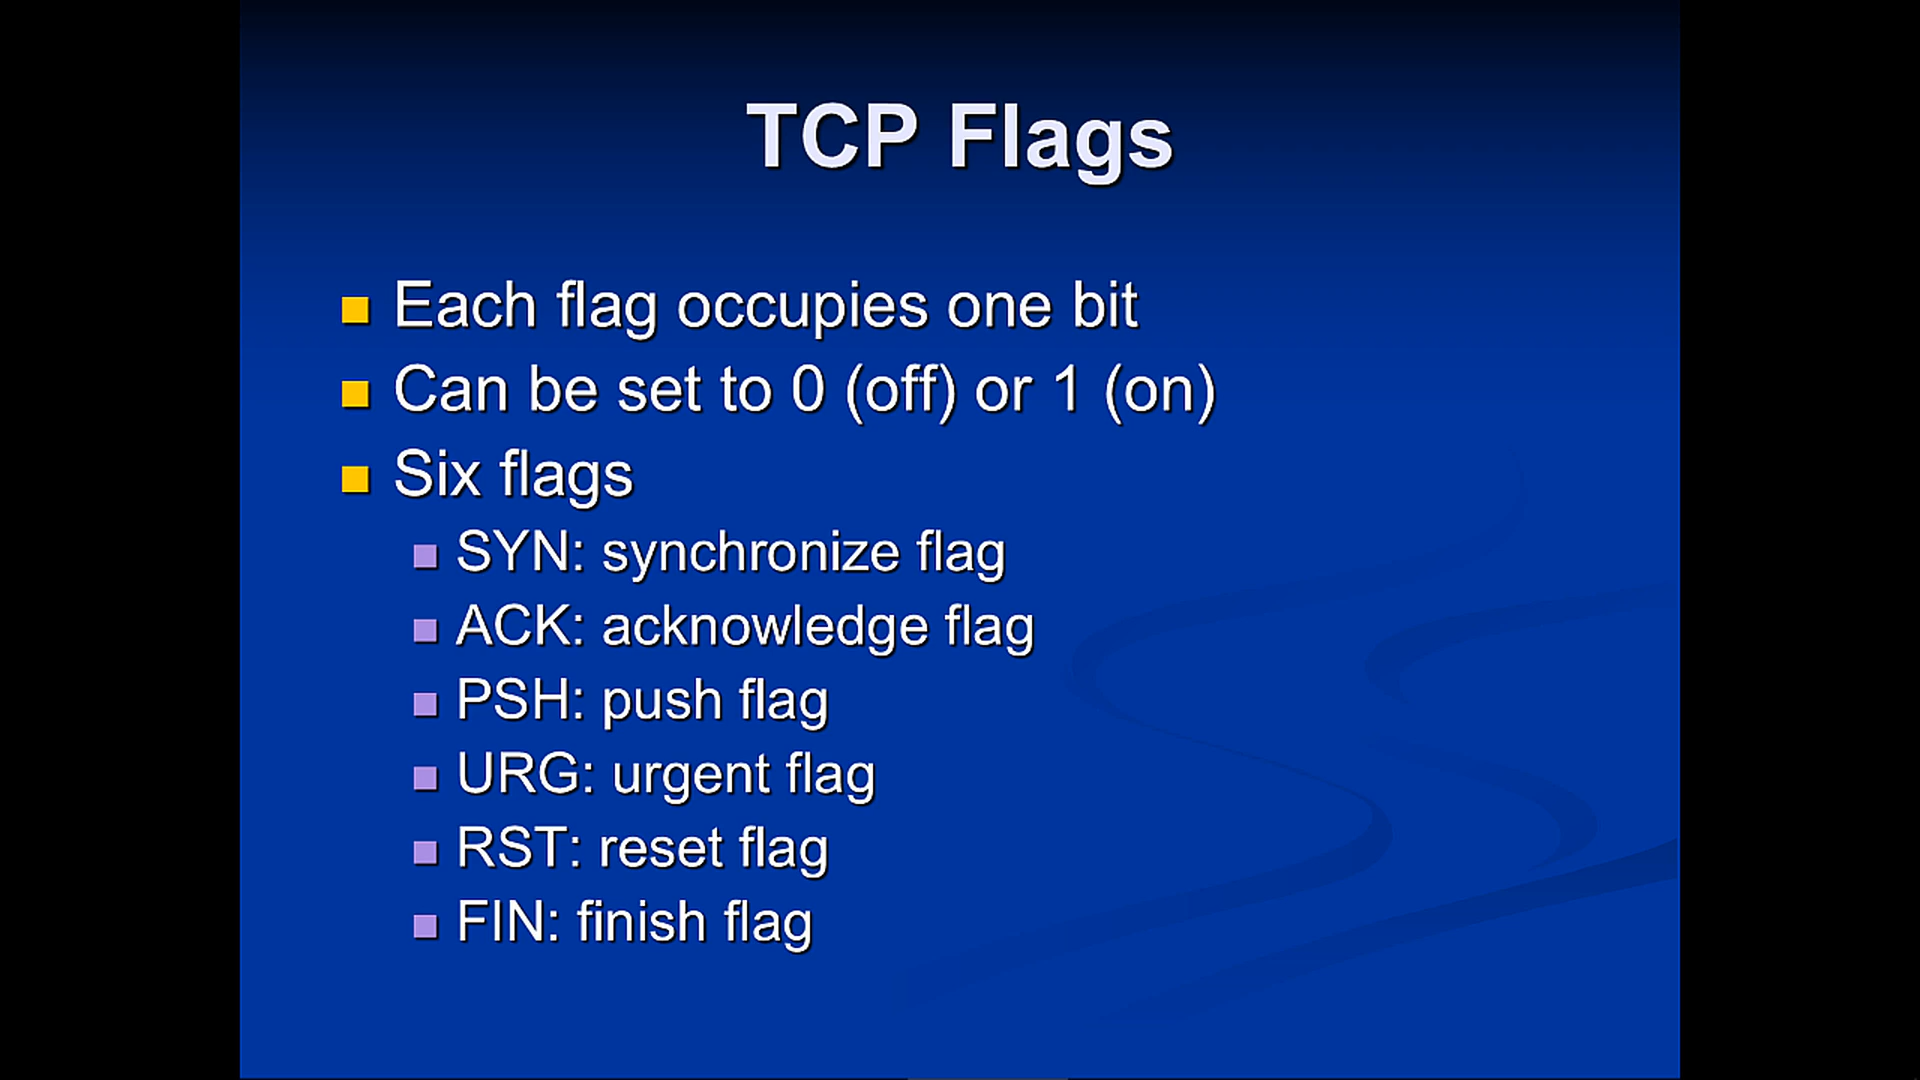 TCP Flags
Each flag occupies one bit
Can be set to 0 (off) or 1 (on)
Six flags
SYN: synchronize flag
ACK: acknowledge flag
PSH: push flag
URG: urgent flag
RST: reset flag
FIN: finish flag